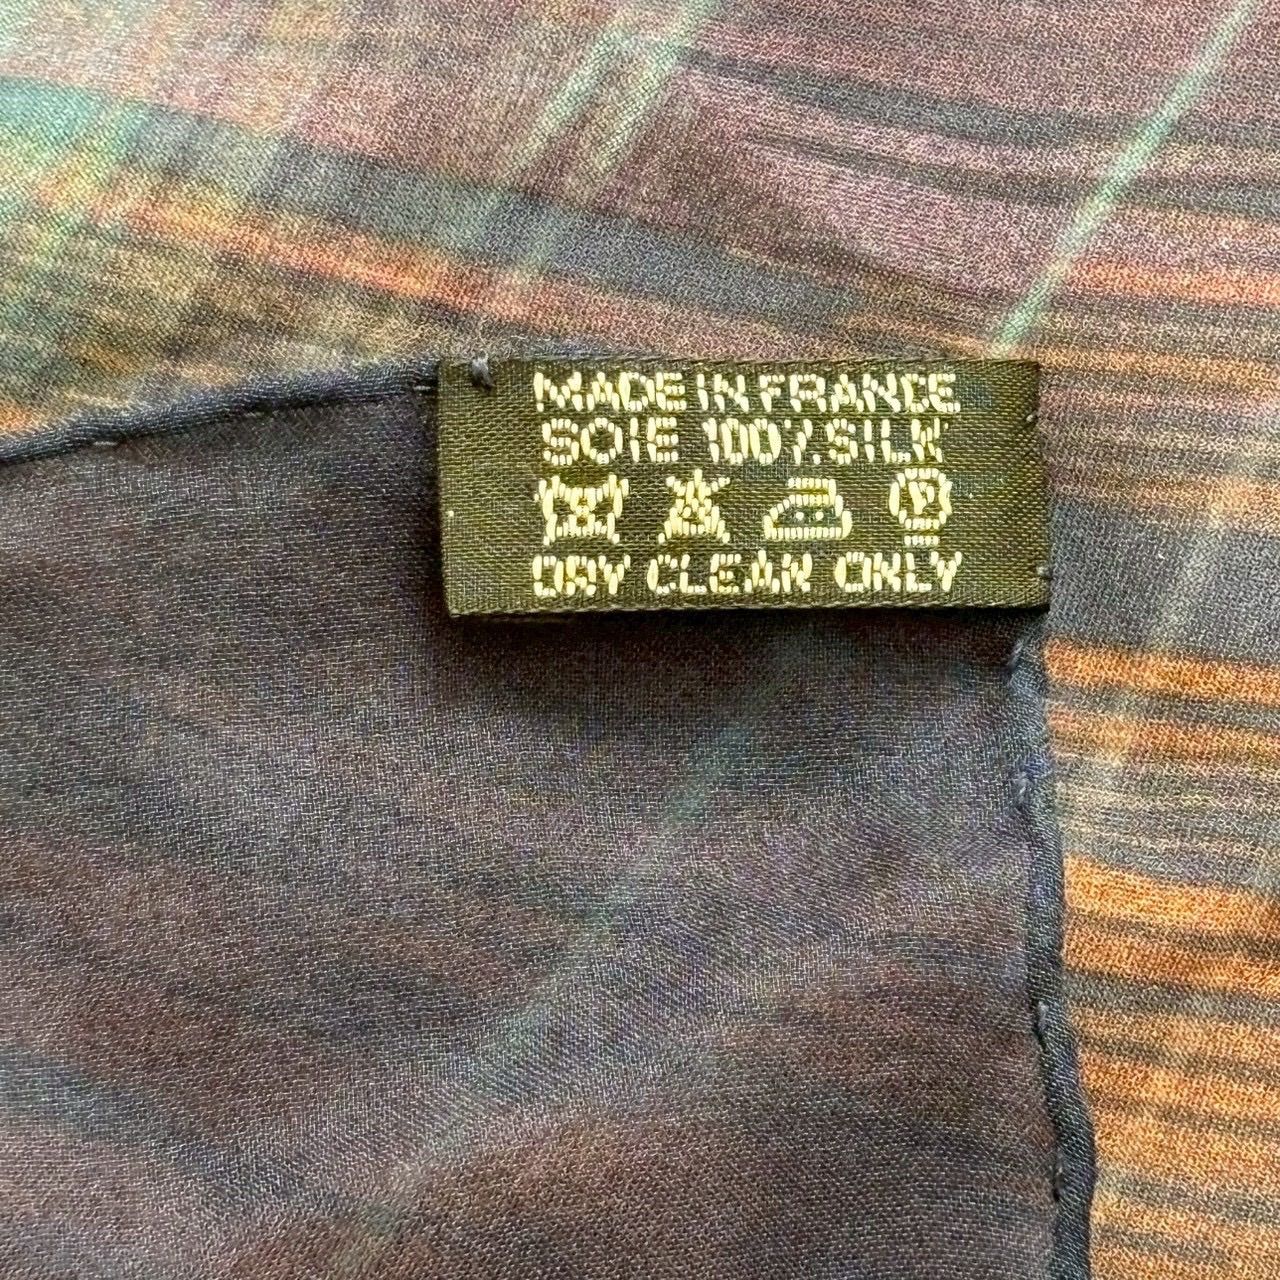 MADE IN FRANCE
SOIE 100% SILK
P
DRY CLEAN ONLY